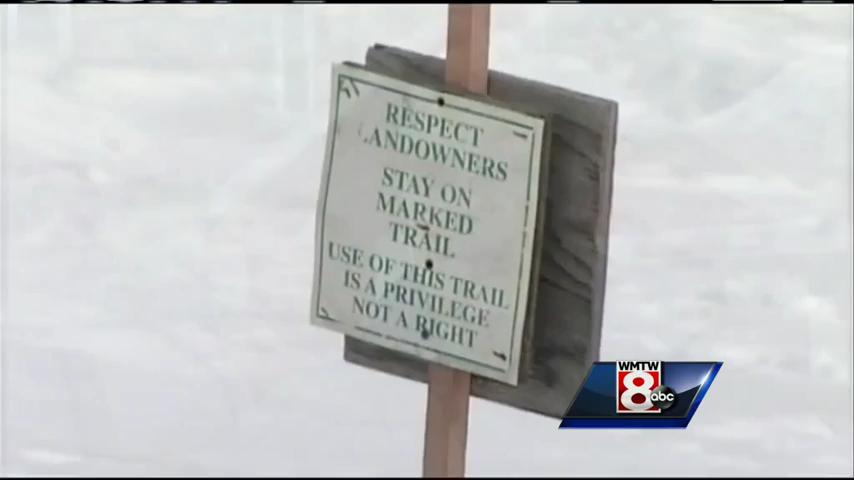 RESPECT
LANDOWNERS
STAY ON
MARKED
TRAIL
USE OF THIS TRAIL
IS A PRIVILEGE
NOT A RIGHT
WMTW
8 abc